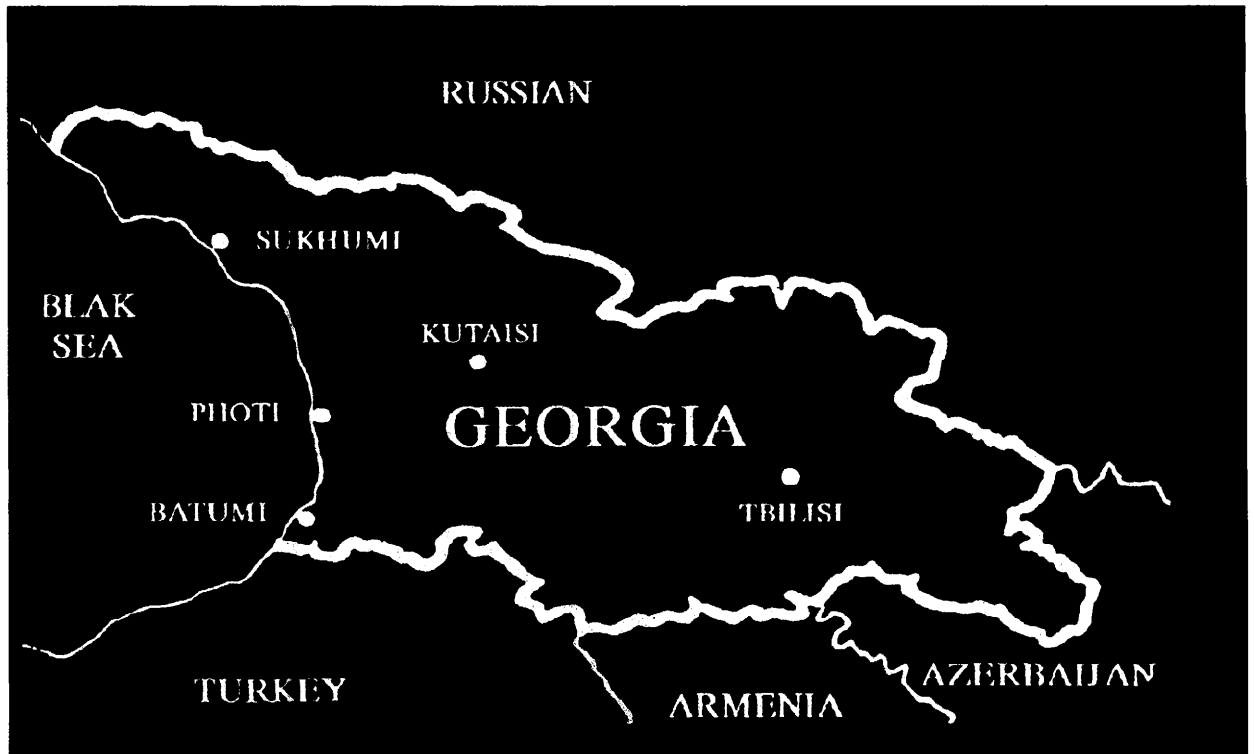 RUSSIAN
SUKHUMI
BLAK
SEA
KUTAISI
PHOTI
GEORGIA
BATUMI
TBILISI
TURKEY
ARMENIA
AZERBAIJAN